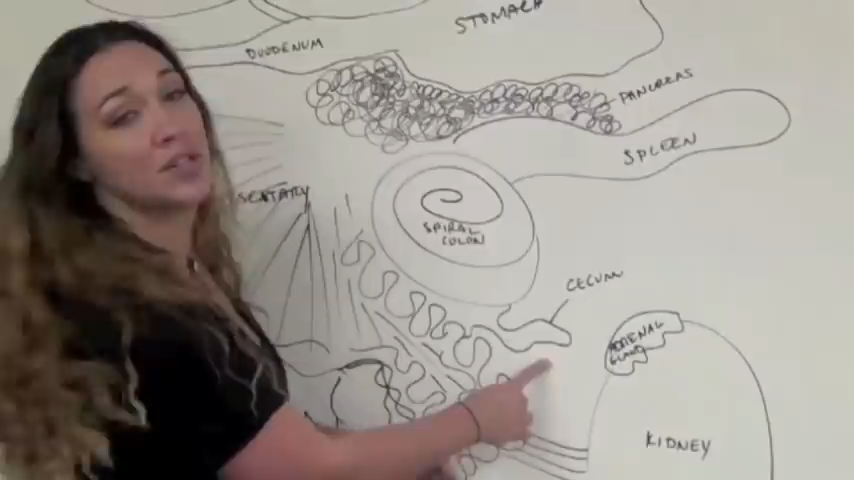 STOMACH
DUODENUM
PANCREAS
SPLEEN
SPIRAL
COLON
CECUM
ADRENAL
GLAND
KIDNEY